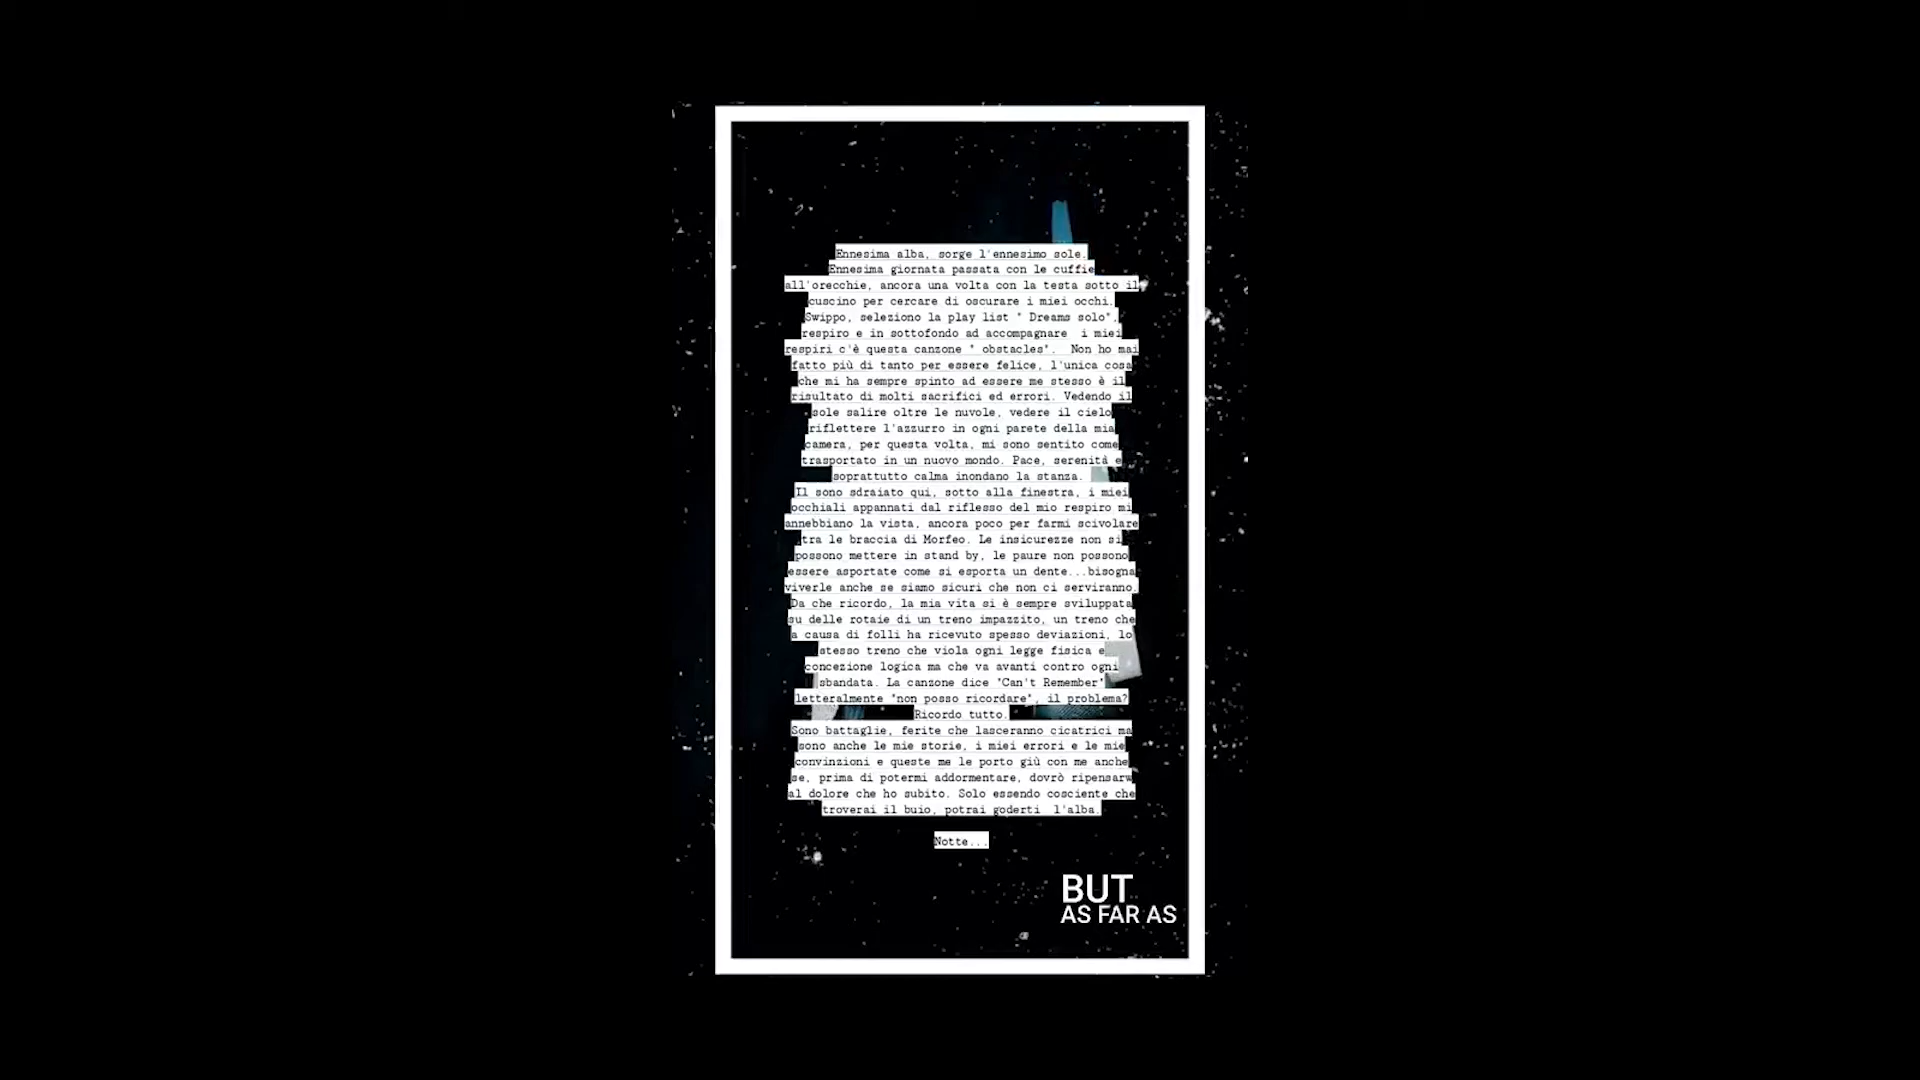 Ennesima alba, sorge l'ennesimo sole.
Ennesima giornata passata con le cuffie
all'orecchie, ancora una volta con la testa sotto il
cuscino per cercare di oscurare i miei occhi.
Swippo, seleziono la play list " Dreams solo",
respiro e in sottofondo ad accompagnare  i miei
respiri c'è questa canzone " obstacles".  Non ho mai
fatto più di tanto per essere felice, l'unica cosa
che mi ha sempre spinto ad essere me stesso è il
risultato di molti sacrifici ed errori. Vedendo il
sole salire oltre le nuvole, vedere il cielo
riflettere l'azzurro in ogni parete della mia
camera, per questa volta, mi sono sentito come
trasportato in un nuovo mondo. Pace, serenità e
soprattutto calma inondano la stanza.
Il sono sdraiato qui, sotto alla finestra, i miei
occhiali appannati dal riflesso del mio respiro mi
annebbiano la vista, ancora poco per farmi scivolare
tra le braccia di Morfeo. Le insicurezze non si
possono mettere in stand by, le paure non possono
essere asportate come si esporta un dente...bisogna
viverle anche se siamo sicuri che non ci serviranno.
Da che ricordo, la mia vita si è sempre sviluppata
su delle rotaie di un treno impazzito, un treno che
a causa di folli ha ricevuto spesso deviazioni, lo
stesso treno che viola ogni legge fisica e
concezione logica ma che va avanti contro ogni
sbandata. La canzone dice "Can't Remember"
letteralmente "non posso ricordare", il problema?
Ricordo tutto.
Sono battaglie, ferite che lasceranno cicatrici ma
sono anche le mie storie, i miei errori e le mie
convinzioni e queste me le porto giù con me anche
se, prima di potermi addormentare, dovrò ripensarw
al dolore che ho subito. Solo essendo cosciente che
troverai il buio, potrai goderti  l'alba.
Notte...
BUT
AS FAR AS